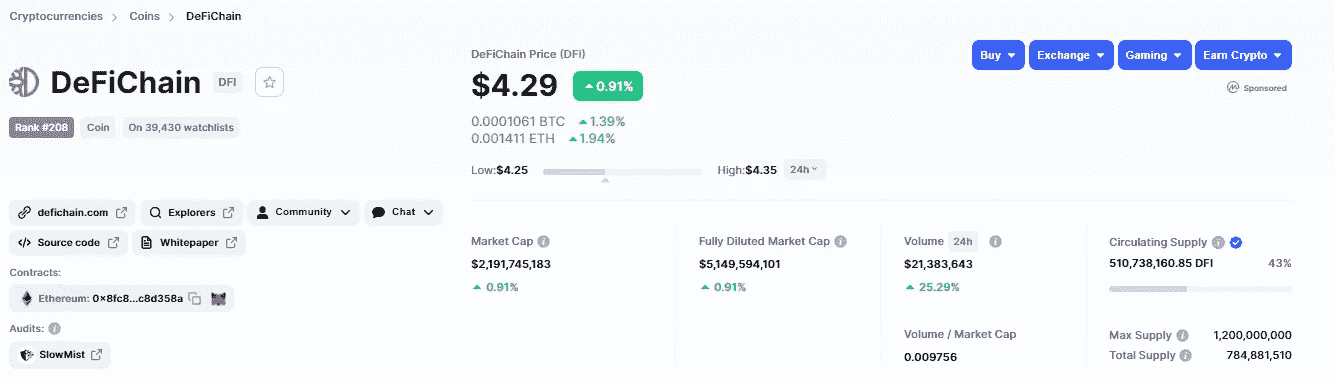 Cryptocurrencies > Coins > DeFiChain
DeFiChain DFI
Rank #208 Coin On 39,430 watchlists
defichain.com Explorers Community Chat
Source code Whitepaper
Contracts:
Ethereum: 0x8fc8...c8d358a
Audits:
SlowMist
DeFiChain Price (DFI)
$4.29 0.91%
0.0001061 BTC 1.39%
0.001411 ETH 1.94%
Low:$4.25 High:$4.35 24h
Buy Exchange Gaming Earn Crypto
Sponsored
Market Cap
$2,191,745,183
0.91%
Fully Diluted Market Cap
$5,149,594,101
0.91%
Volume 24h
$21,383,643
25.29%
Volume / Market Cap
0.009756
Circulating Supply
510,738,160.85 DFI 43%
Max Supply 1,200,000,000
Total Supply 784,881,510